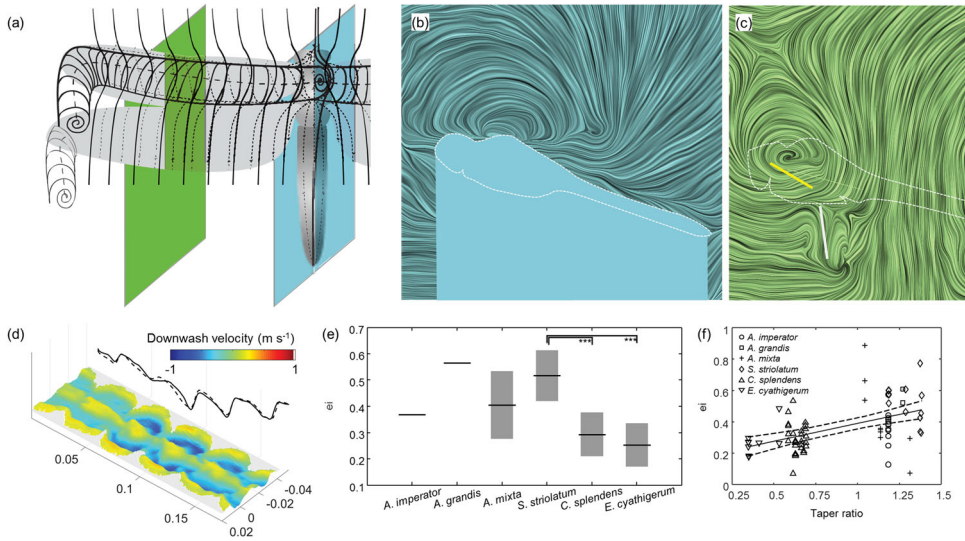 (a)
(b)
(c)
(d)
Downwash velocity (m s-1)
-1
1
0.05
0.1
0.15
-0.04
-0.02
0
0.02
(e)
ei
0.7
0.6
0.5
0.4
0.3
0.2
0.1
***
***
A. imperator
A. grandis
A. mixta
S. striolatum
C. splendens
E. cyathigerum
(f)
ei
1
0.8
0.6
0.4
0.2
0
A. imperator
A. grandis
A. mixta
S. striolatum
C. splendens
E. cyathigerum
0.25
0.5
0.75
1
1.25
1.5
Taper ratio